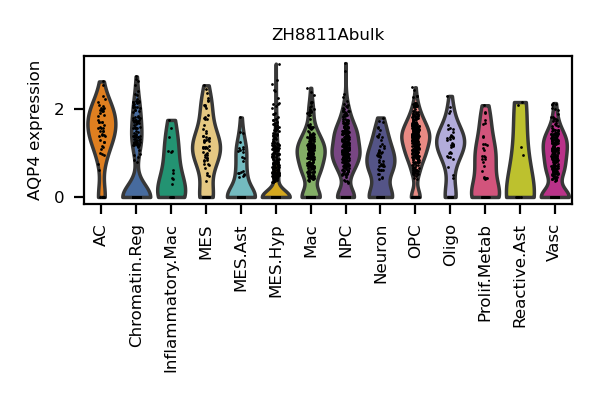 ZH8811Abulk
AQP4 expression
2
0
AC
Chromatin.Reg
Inflammatory.Mac
MES
MES.Ast
MES.Hyp
Mac
NPC
Neuron
OPC
Oligo
Prolif.Metab
Reactive.Ast
Vasc